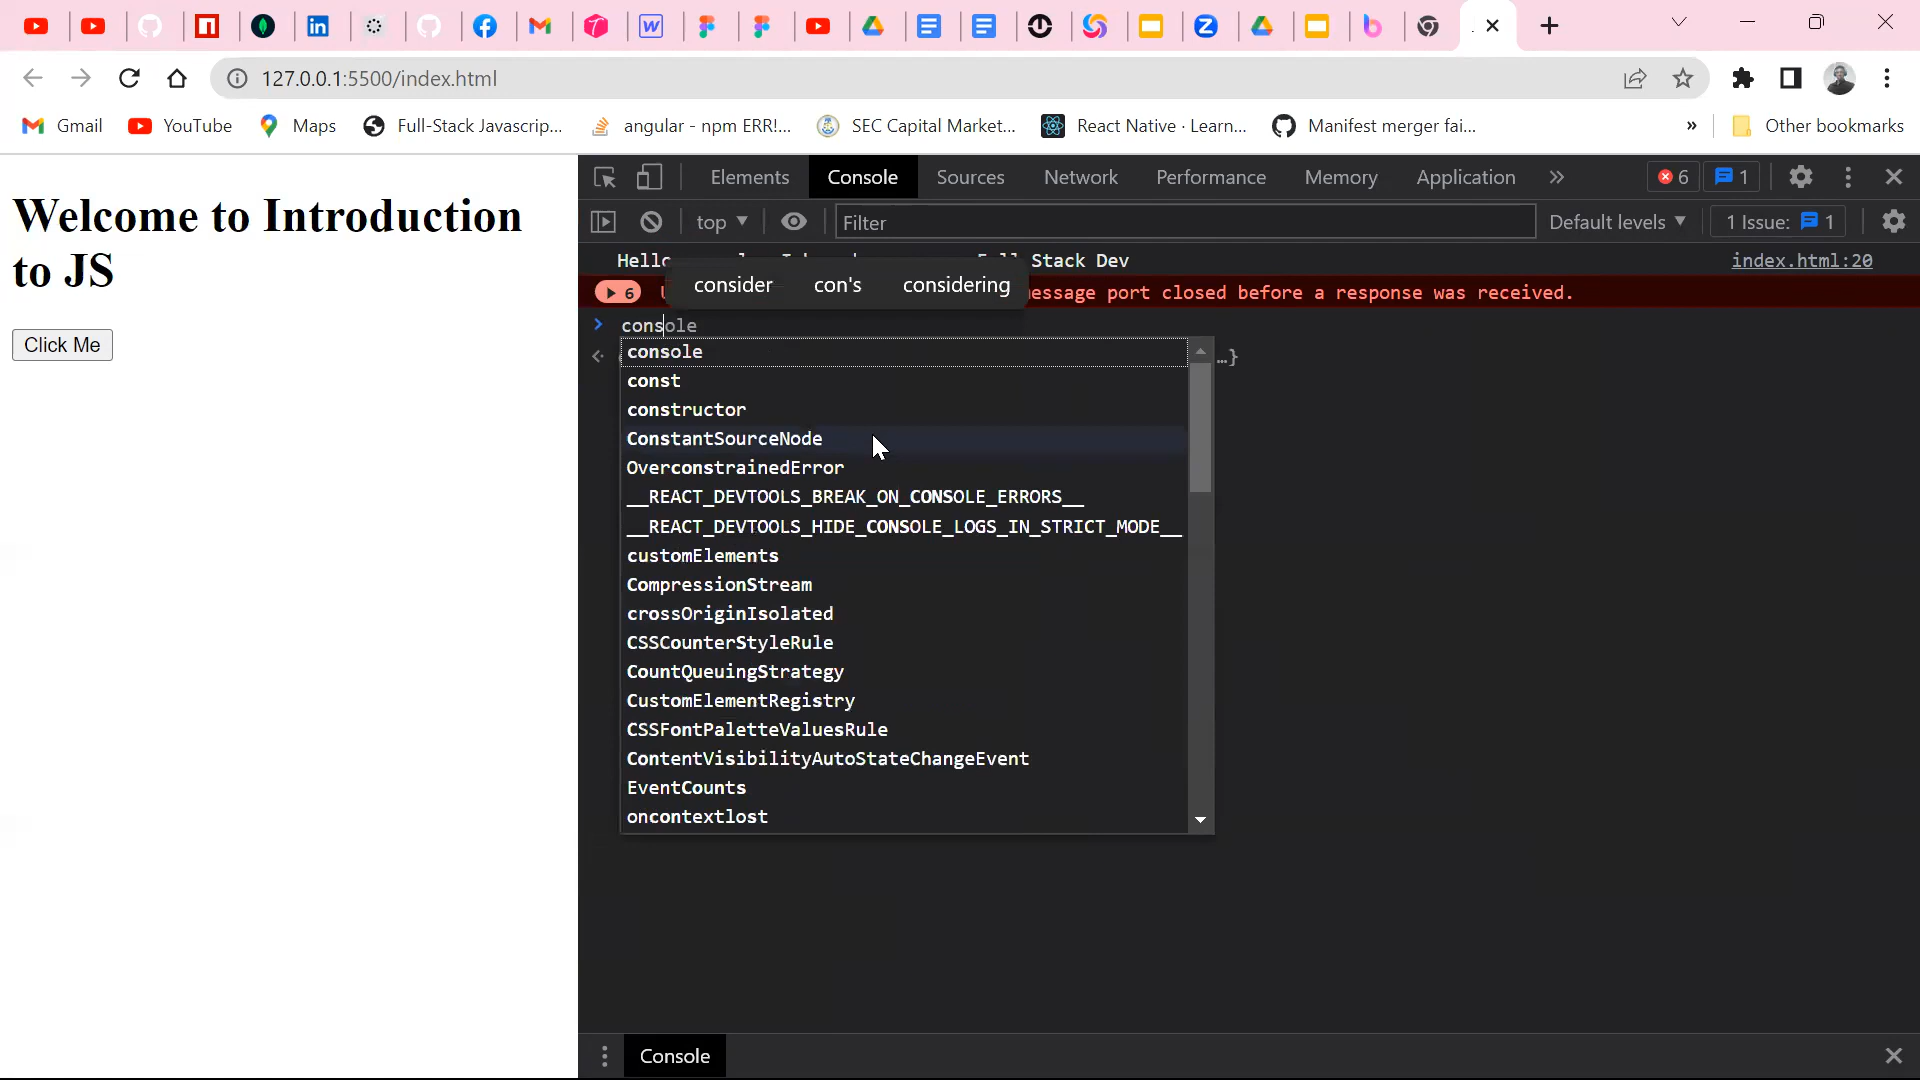 127.0.0.1:5500/index.html
Gmail YouTube Maps Full-Stack Javascrip... angular - npm ERR!... SEC Capital Market... React Native · Learn... Manifest merger fai... » Other bookmarks
Welcome to Introduction
to JS
Click Me
Elements Console Sources Network Performance Memory Application » 6 1
top Filter Default levels 1 Issue: 1
Stack Dev index.html:20
consider con's considering
6 message port closed before a response was received.
console
…}
console
const
constructor
ConstantSourceNode
OverconstrainedError
__REACT_DEVTOOLS_BREAK_ON_CONSOLE_ERRORS__
__REACT_DEVTOOLS_HIDE_CONSOLE_LOGS_IN_STRICT_MODE__
customElements
CompressionStream
crossOriginIsolated
CSSCounterStyleRule
CountQueuingStrategy
CustomElementRegistry
CSSFontPaletteValuesRule
ContentVisibilityAutoStateChangeEvent
EventCounts
oncontextlost
Console